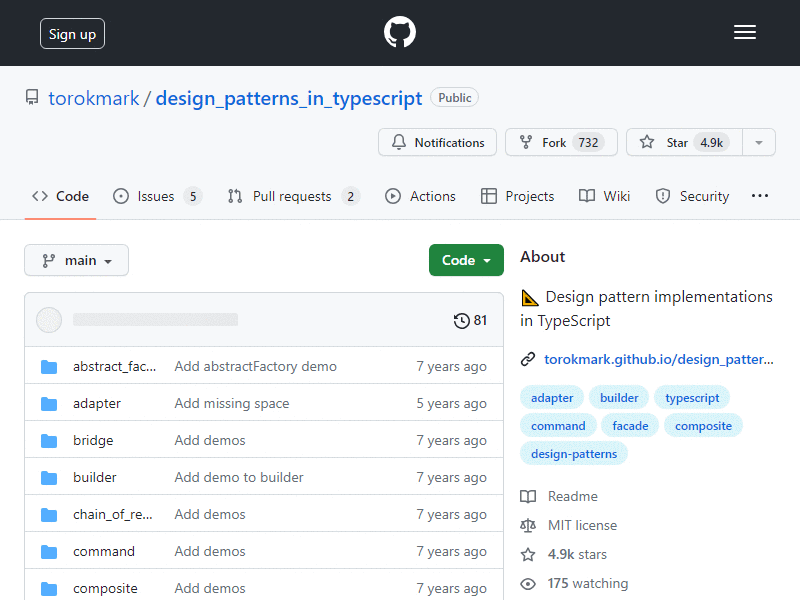 Sign up
torokmark / design_patterns_in_typescript Public
Notifications Fork 732 Star 4.9k
Code Issues 5 Pull requests 2 Actions Projects Wiki Security
main Code
81
abstract_fac... Add abstractFactory demo 7 years ago
adapter Add missing space 5 years ago
bridge Add demos 7 years ago
builder Add demo to builder 7 years ago
chain_of_re... Add demos 7 years ago
command Add demos 7 years ago
composite Add demos 7 years ago
About
Design pattern implementations
in TypeScript
torokmark.github.io/design_patter...
adapter builder typescript
command facade composite
design-patterns
Readme
MIT license
4.9k stars
175 watching